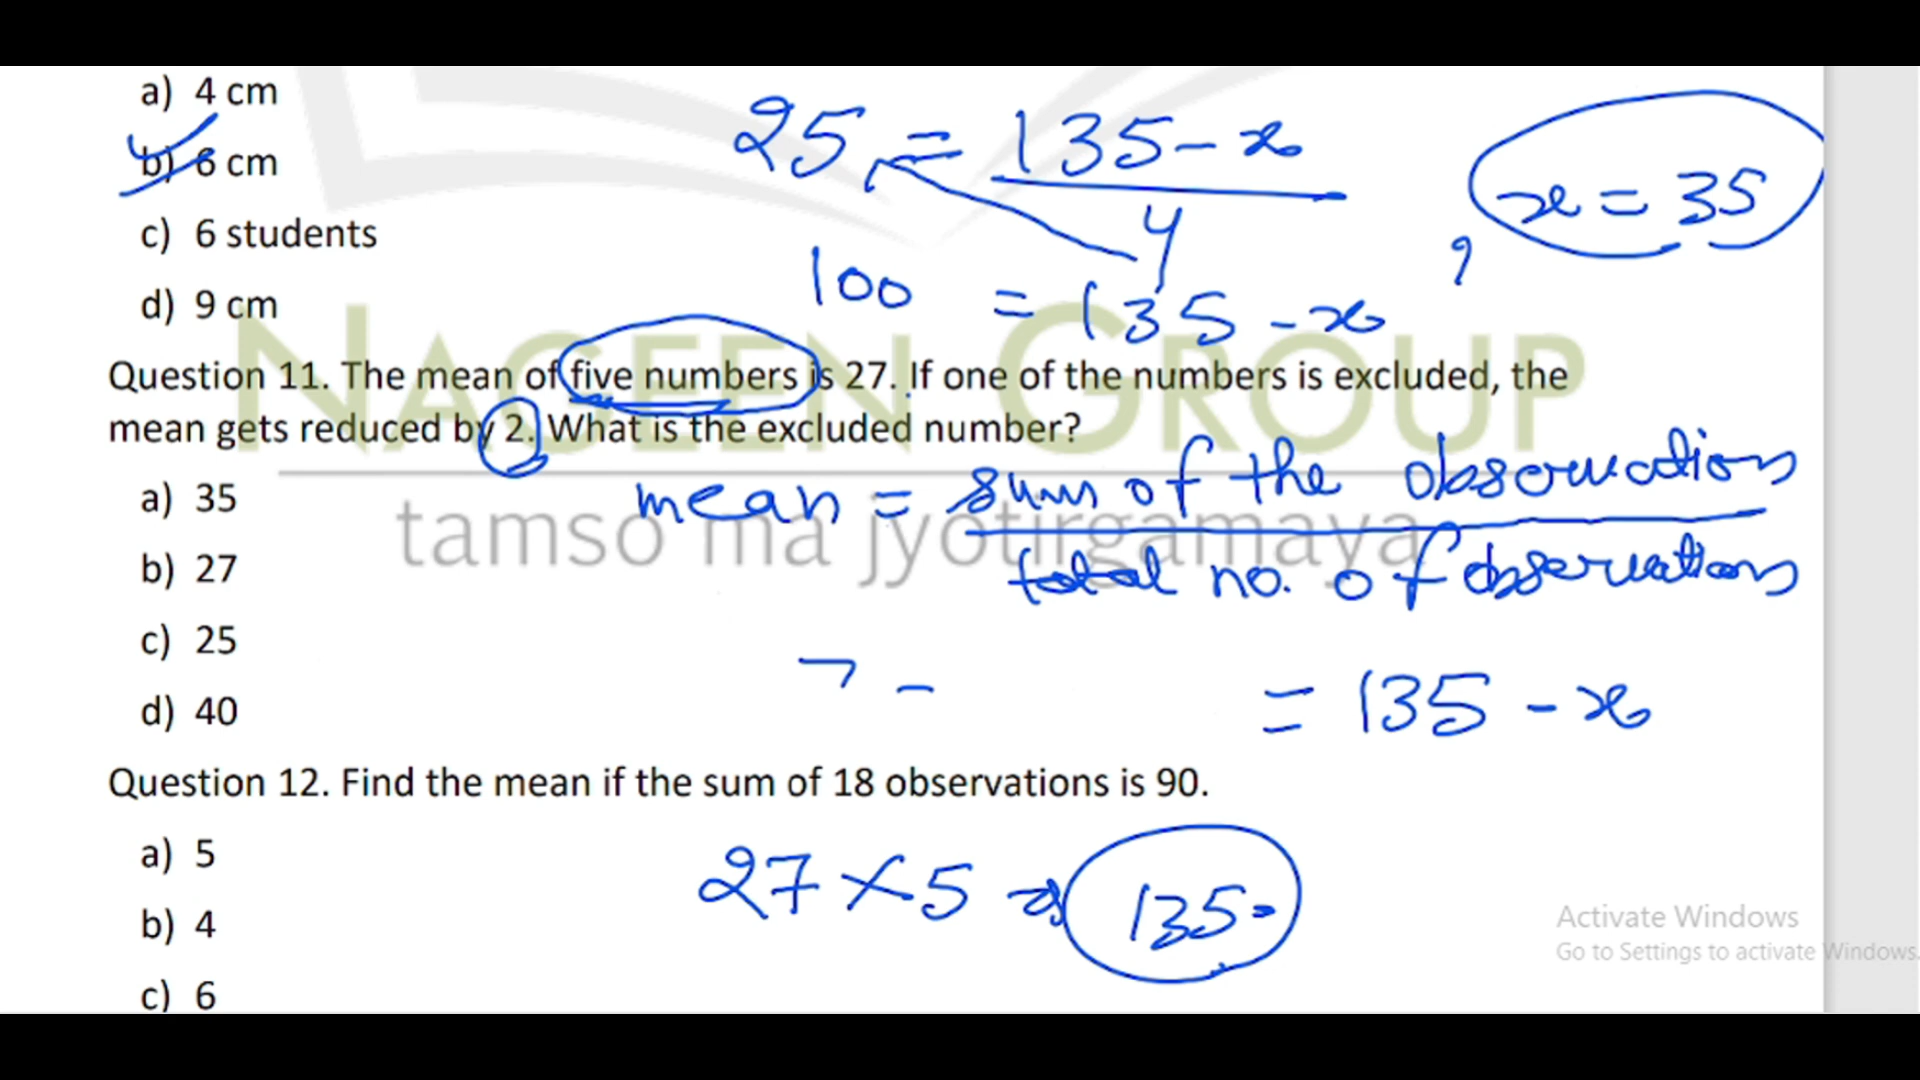 a) 4 cm
b) 6 cm
c) 6 students
d) 9 cm
25 = 135 - x
4
x = 35
100 = 135 - x
NAGEEN GROUP
Question 11. The mean of five numbers is 27. If one of the numbers is excluded, the
mean gets reduced by 2. What is the excluded number?
tamso ma jyotirgamaya
mean = sum of the observations
total no. of observations
a) 35
b) 27
c) 25
d) 40
= 135 - x
Question 12. Find the mean if the sum of 18 observations is 90.
27 × 5 ⇒ 135
a) 5
b) 4
c) 6
Activate Windows
Go to Settings to activate Windows.